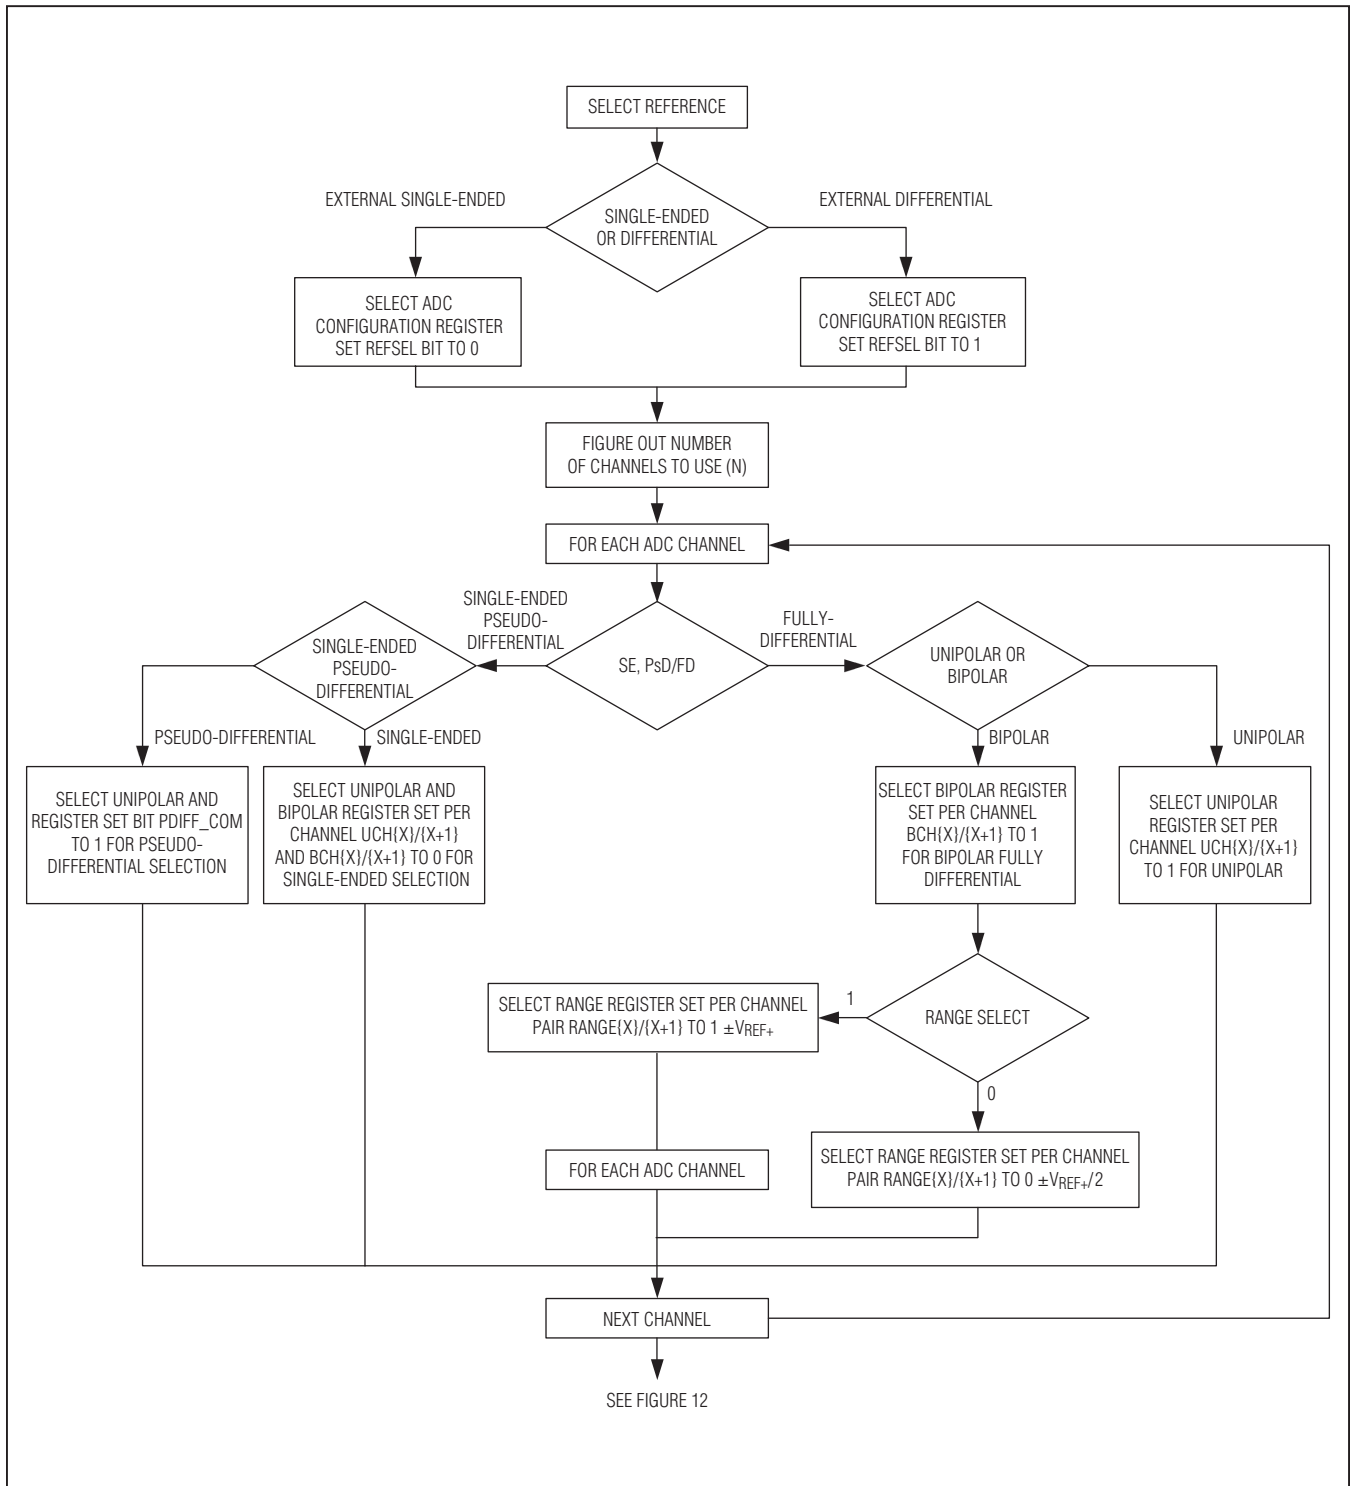 SELECT REFERENCE
EXTERNAL SINGLE-ENDED
EXTERNAL DIFFERENTIAL
SINGLE-ENDED
OR DIFFERENTIAL
SELECT ADC
CONFIGURATION REGISTER
SET REFSEL BIT TO 0
SELECT ADC
CONFIGURATION REGISTER
SET REFSEL BIT TO 1
FIGURE OUT NUMBER
OF CHANNELS TO USE (N)
FOR EACH ADC CHANNEL
SINGLE-ENDED
PSEUDO-
DIFFERENTIAL
FULLY-
DIFFERENTIAL
SINGLE-ENDED
PSEUDO-
DIFFERENTIAL
SE, PsD/FD
UNIPOLAR OR
BIPOLAR
PSEUDO-DIFFERENTIAL
SINGLE-ENDED
BIPOLAR
UNIPOLAR
SELECT UNIPOLAR AND
REGISTER SET BIT PDIFF_COM
TO 1 FOR PSEUDO-
DIFFERENTIAL SELECTION
SELECT UNIPOLAR AND
BIPOLAR REGISTER SET PER
CHANNEL UCH{X}/{X+1}
AND BCH{X}/{X+1} TO 0 FOR
SINGLE-ENDED SELECTION
SELECT BIPOLAR REGISTER
SET PER CHANNEL
BCH{X}/{X+1} TO 1
FOR BIPOLAR FULLY
DIFFERENTIAL
SELECT UNIPOLAR
REGISTER SET PER
CHANNEL UCH{X}/{X+1}
TO 1 FOR UNIPOLAR
SELECT RANGE REGISTER SET PER CHANNEL
PAIR RANGE{X}/{X+1} TO 1 ±VREF+
1
RANGE SELECT
0
FOR EACH ADC CHANNEL
SELECT RANGE REGISTER SET PER CHANNEL
PAIR RANGE{X}/{X+1} TO 0 ±VREF+/2
NEXT CHANNEL
SEE FIGURE 12